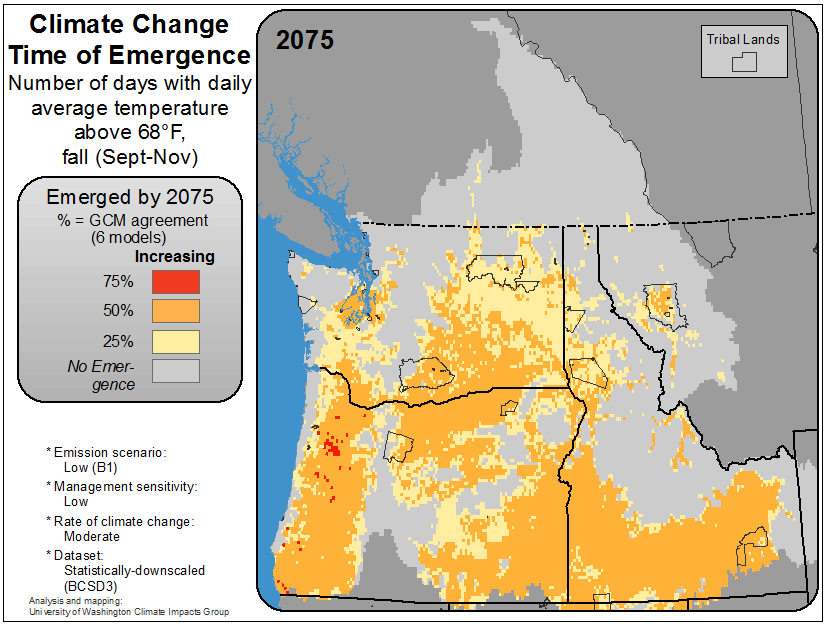 Climate Change
Time of Emergence
Number of days with daily
average temperature
above 68°F,
fall (Sept-Nov)
Emerged by 2075
% = GCM agreement
(6 models)
Increasing
75%
50%
25%
No Emer-
gence
* Emission scenario:
Low (B1)
* Management sensitivity:
Low
* Rate of climate change:
Moderate
* Dataset:
Statistically-downscaled
(BCSD3)
Analysis and mapping:
University of Washington Climate Impacts Group
2075
Tribal Lands